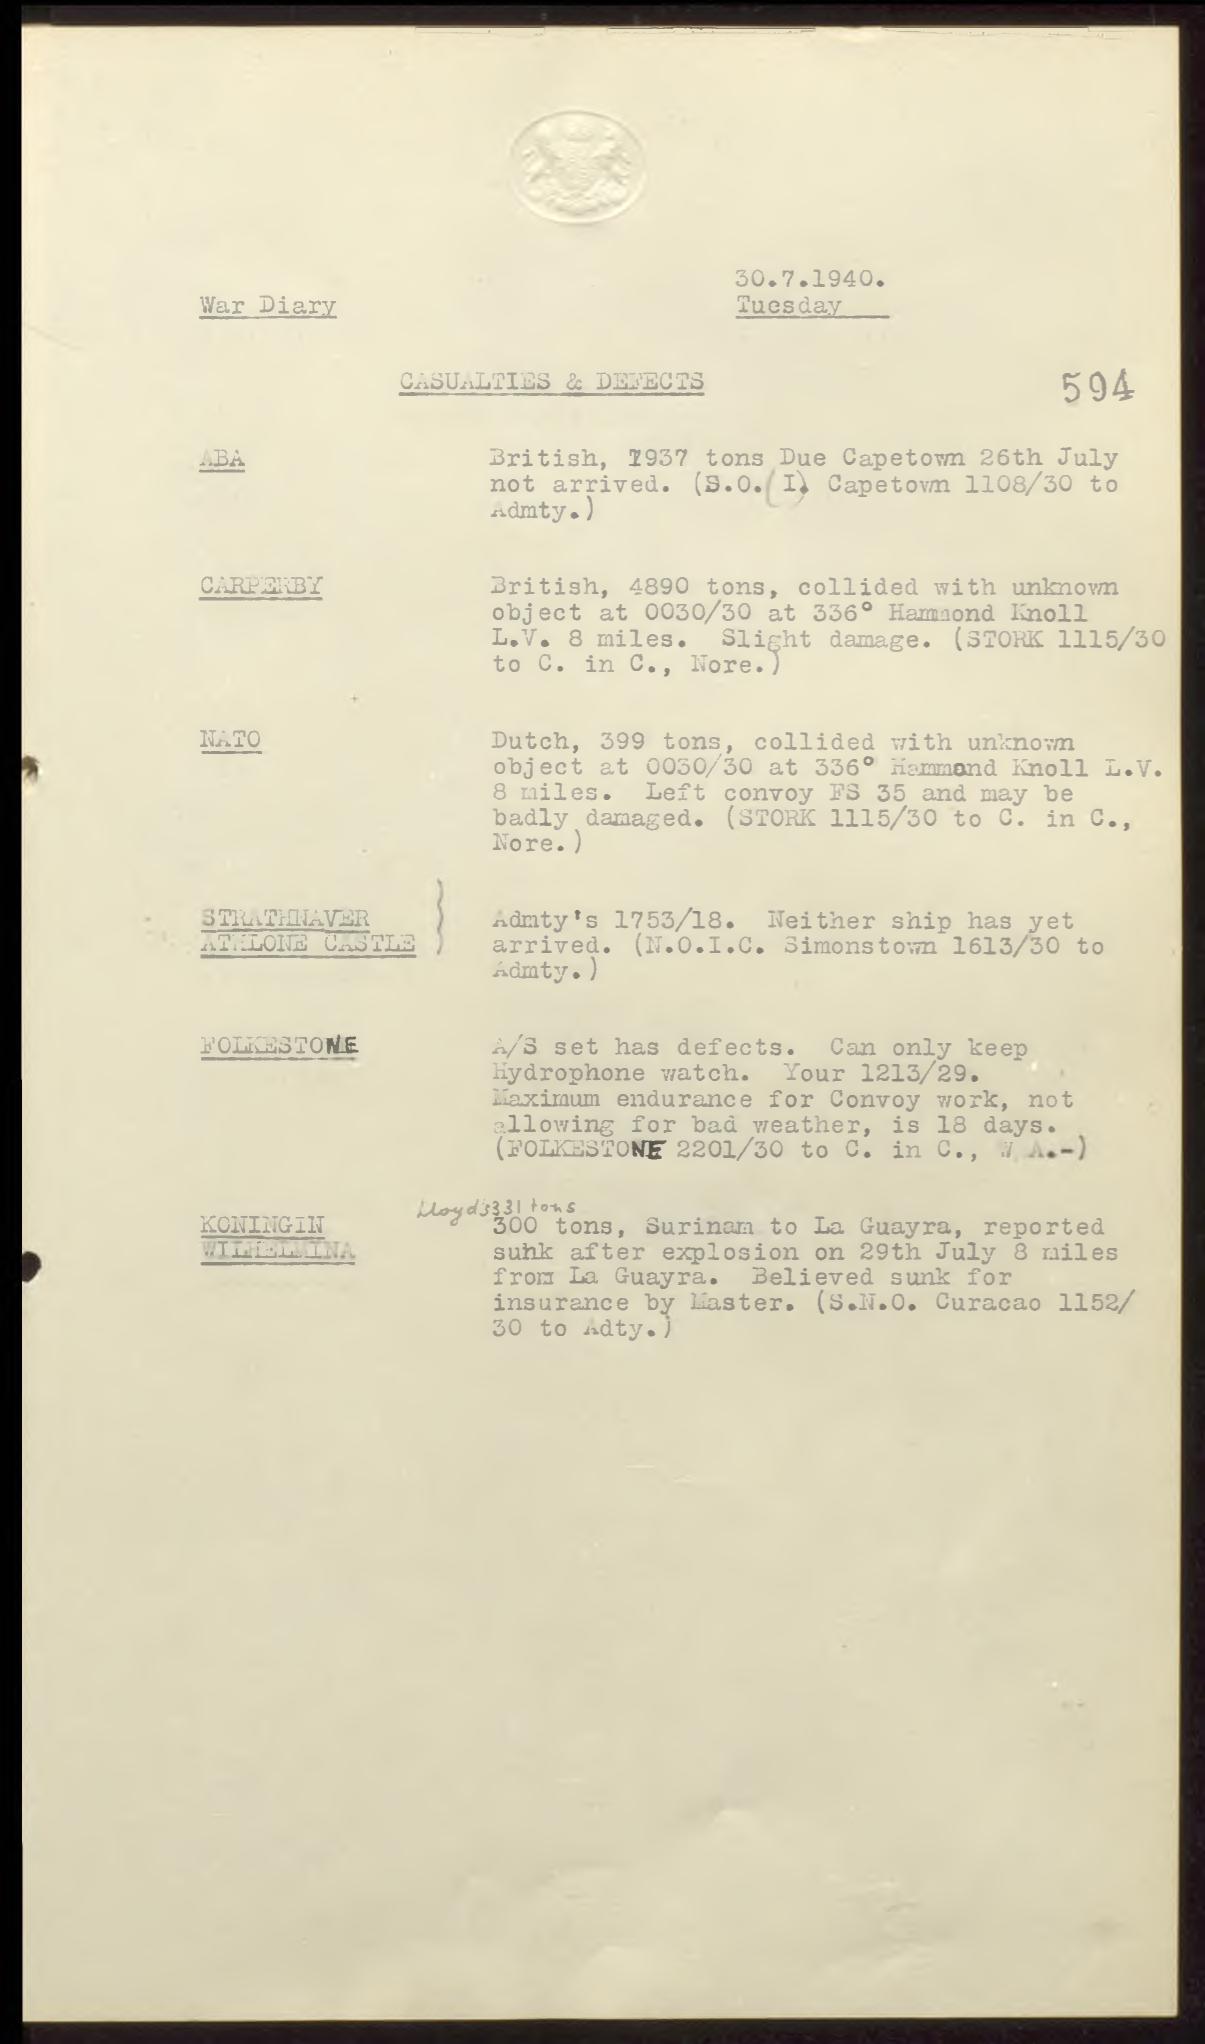 30.7.1940.
War Diary
Tuesday
CASUALTIES & DEFECTS
594
ABA
British, 7937 tons Due Capetown 26th July
not arrived. (S.O.(I) Capetown 1108/30 to
Admty.)
CARPERBY
British, 4890 tons, collided with unknown
object at 0030/30 at 336° Hammond Knoll
L.V. 8 miles. Slight damage. (STORK 1115/30
to C. in C., Nore.)
NATO
Dutch, 399 tons, collided with unknown
object at 0030/30 at 336° Hammond Knoll L.V.
8 miles. Left convoy FS 35 and may be
badly damaged. (STORK 1115/30 to C. in C.,
Nore.)
STRATHNAVER
ATHLONE CASTLE
Admty's 1753/18. Neither ship has yet
arrived. (N.O.I.C. Simonstown 1613/30 to
Admty.)
FOLKESTONE
A/S set has defects. Can only keep
Hydrophone watch. Your 1213/29.
Maximum endurance for Convoy work, not
allowing for bad weather, is 18 days.
(FOLKESTONE 2201/30 to C. in C., W A.-)
Lloyds 331 tons
KONINGIN
WILHELMINA
300 tons, Surinam to La Guayra, reported
suhk after explosion on 29th July 8 miles
from La Guayra. Believed sunk for
insurance by Master. (S.N.O. Curacao 1152/
30 to Adty.)